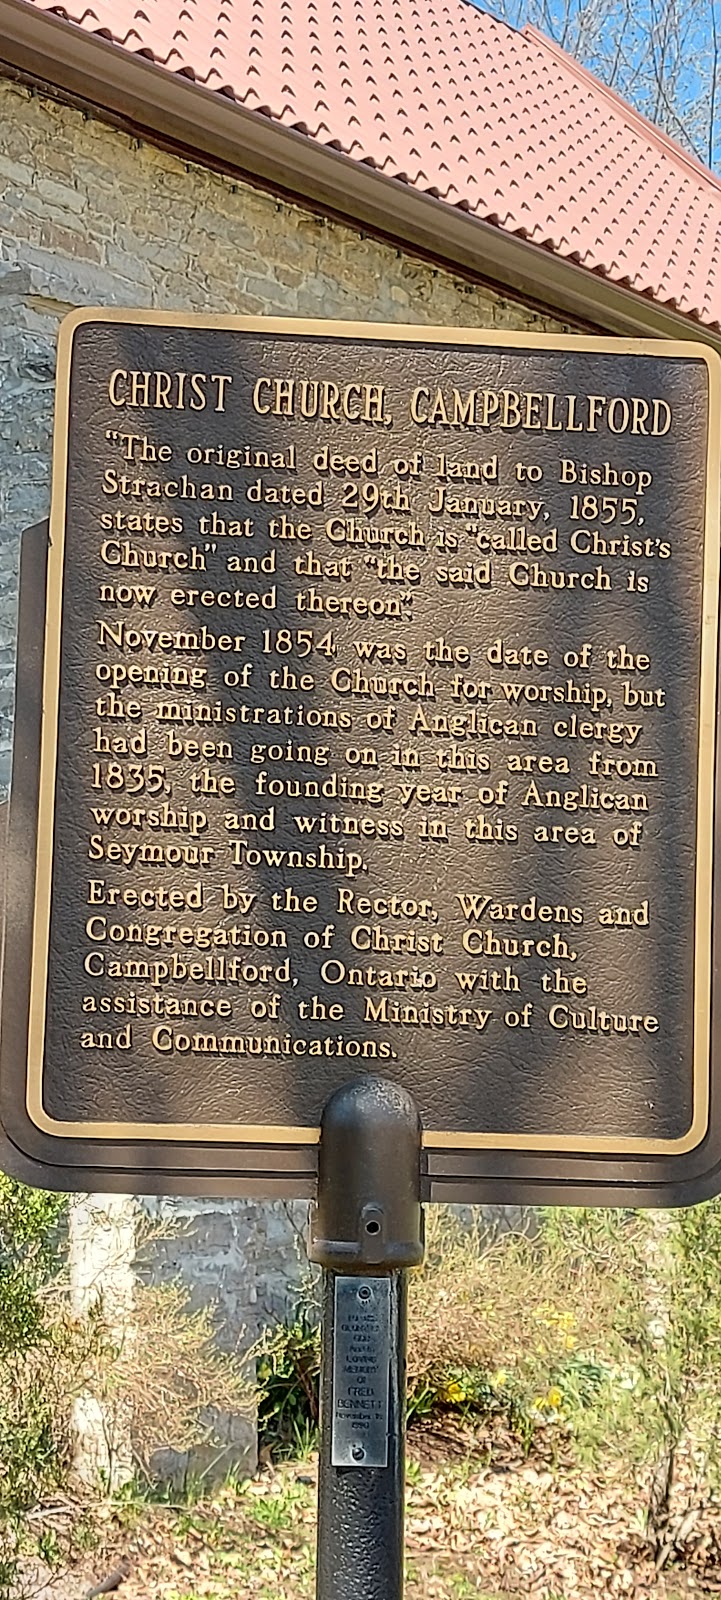 CHRIST CHURCH, CAMPBELLFORD
"The original deed of land to Bishop
Strachan dated 29th January, 1855,
states that the Church is "called Christ's
Church" and that "the said Church is
now erected thereon".
November 1854 was the date of the
opening of the Church for worship, but
the ministrations of Anglican clergy
had been going on in this area from
1835, the founding year of Anglican
worship and witness in this area of
Seymour Township.
Erected by the Rector, Wardens and
Congregation of Christ Church,
Campbellford, Ontario with the
assistance of the Ministry of Culture
and Communications.
LOVING
MEMORY
OF
FRED
BENNETT
November